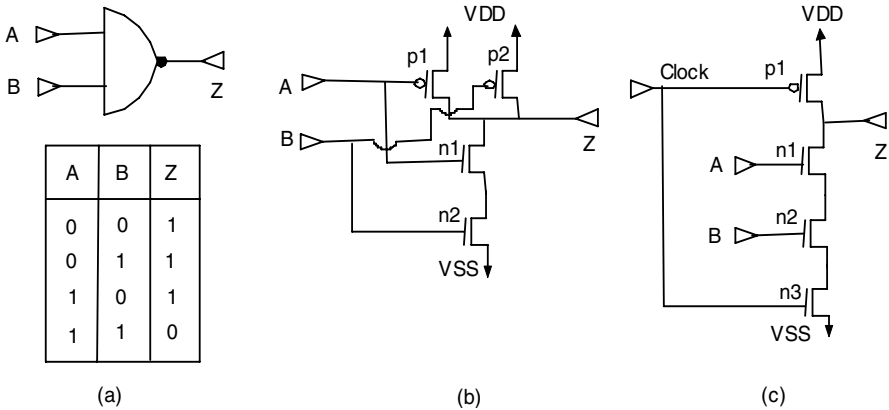 A
B
Z
A B Z
0 0 1
0 1 1
1 0 1
1 1 0
(a)
VDD
p1 p2
A
B
Z
n1
n2
VSS
(b)
VDD
Clock p1
Z
n1
A
n2
B
n3
VSS
(c)